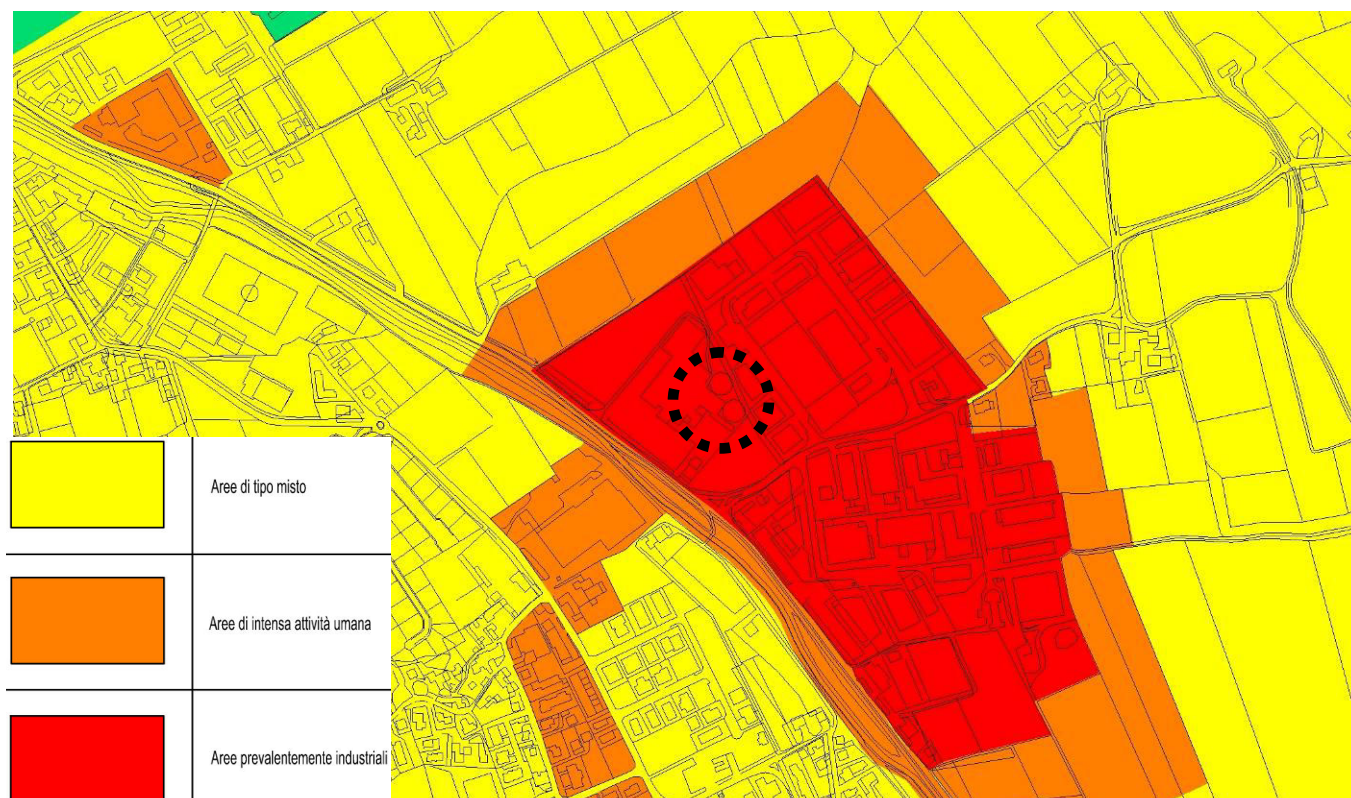 Aree di tipo misto
Aree di intensa attività umana
Aree prevalentemente industriali